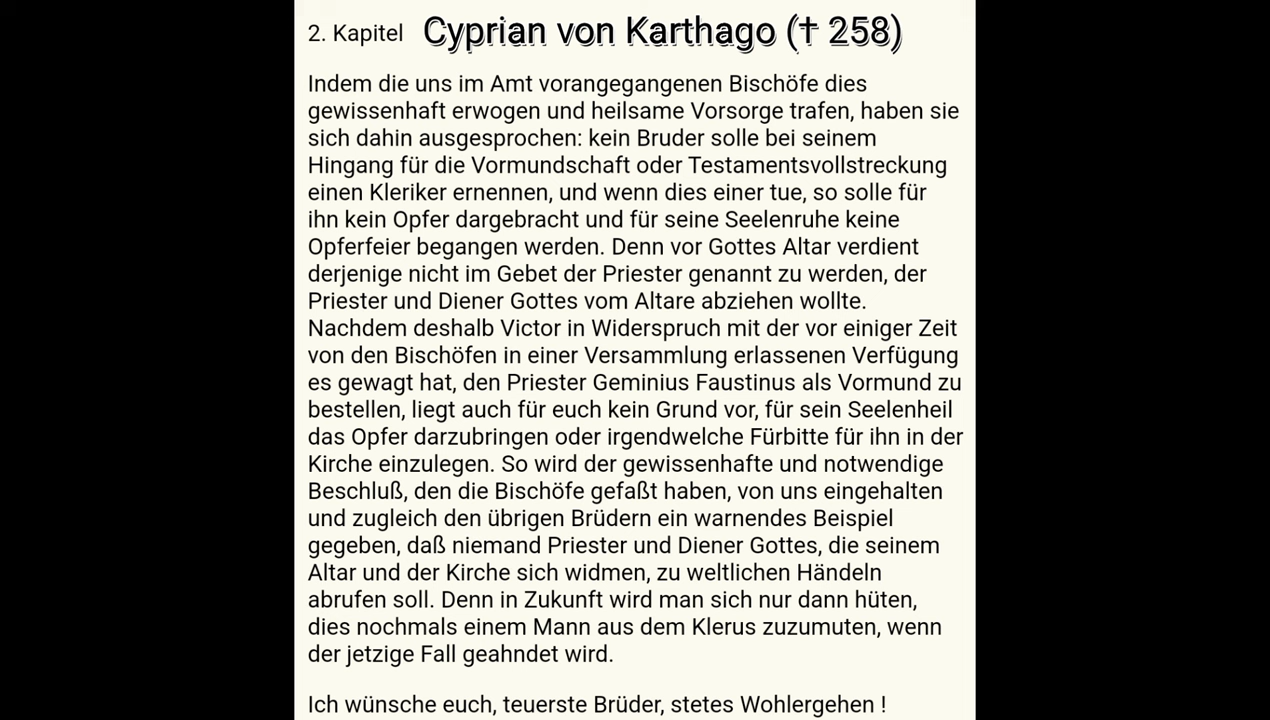 2. Kapitel Cyprian von Karthago († 258)
Indem die uns im Amt vorangegangenen Bischöfe dies
gewissenhaft erwogen und heilsame Vorsorge trafen, haben sie
sich dahin ausgesprochen: kein Bruder solle bei seinem
Hingang für die Vormundschaft oder Testamentsvollstreckung
einen Kleriker ernennen, und wenn dies einer tue, so solle für
ihn kein Opfer dargebracht und für seine Seelenruhe keine
Opferfeier begangen werden. Denn vor Gottes Altar verdient
derjenige nicht im Gebet der Priester genannt zu werden, der
Priester und Diener Gottes vom Altare abziehen wollte.
Nachdem deshalb Victor in Widerspruch mit der vor einiger Zeit
von den Bischöfen in einer Versammlung erlassenen Verfügung
es gewagt hat, den Priester Geminius Faustinus als Vormund zu
bestellen, liegt auch für euch kein Grund vor, für sein Seelenheil
das Opfer darzubringen oder irgendwelche Fürbitte für ihn in der
Kirche einzulegen. So wird der gewissenhafte und notwendige
Beschluß, den die Bischöfe gefaßt haben, von uns eingehalten
und zugleich den übrigen Brüdern ein warnendes Beispiel
gegeben, daß niemand Priester und Diener Gottes, die seinem
Altar und der Kirche sich widmen, zu weltlichen Händeln
abrufen soll. Denn in Zukunft wird man sich nur dann hüten,
dies nochmals einem Mann aus dem Klerus zuzumuten, wenn
der jetzige Fall geahndet wird.
Ich wünsche euch, teuerste Brüder, stetes Wohlergehen !